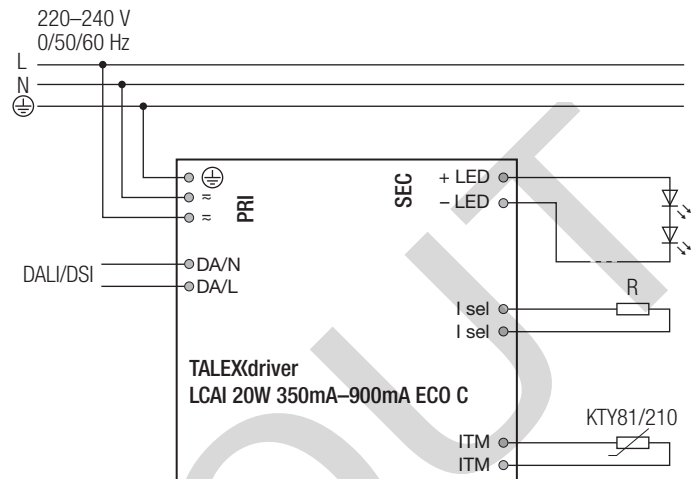 220–240 V
0/50/60 Hz
L
N
PRI
≂
≂
SEC
+ LED
– LED
DALI/DSI
DA/N
DA/L
I sel
I sel
R
TALEXXdriver
LCAI 20W 350mA–900mA ECO C
KTY81/210
ITM
ITM
OUT